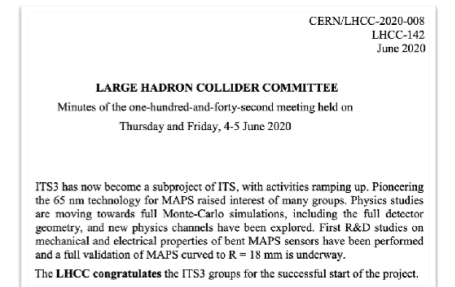 CERN/LHCC-2020-008
LHCC-142
June 2020
LARGE HADRON COLLIDER COMMITTEE
Minutes of the one-hundred-and-forty-second meeting held on
Thursday and Friday, 4-5 June 2020
ITS3 has now become a subproject of ITS, with activities ramping up. Pioneering
the 65 nm technology for MAPS raised interest of many groups. Physics studies
are moving towards full Monte-Carlo simulations, including the full detector
geometry, and new physics channels have been explored. First R&D studies on
mechanical and electrical properties of bent MAPS sensors have been performed
and a full validation of MAPS curved to R = 18 mm is underway.
The LHCC congratulates the ITS3 groups for the successful start of the project.